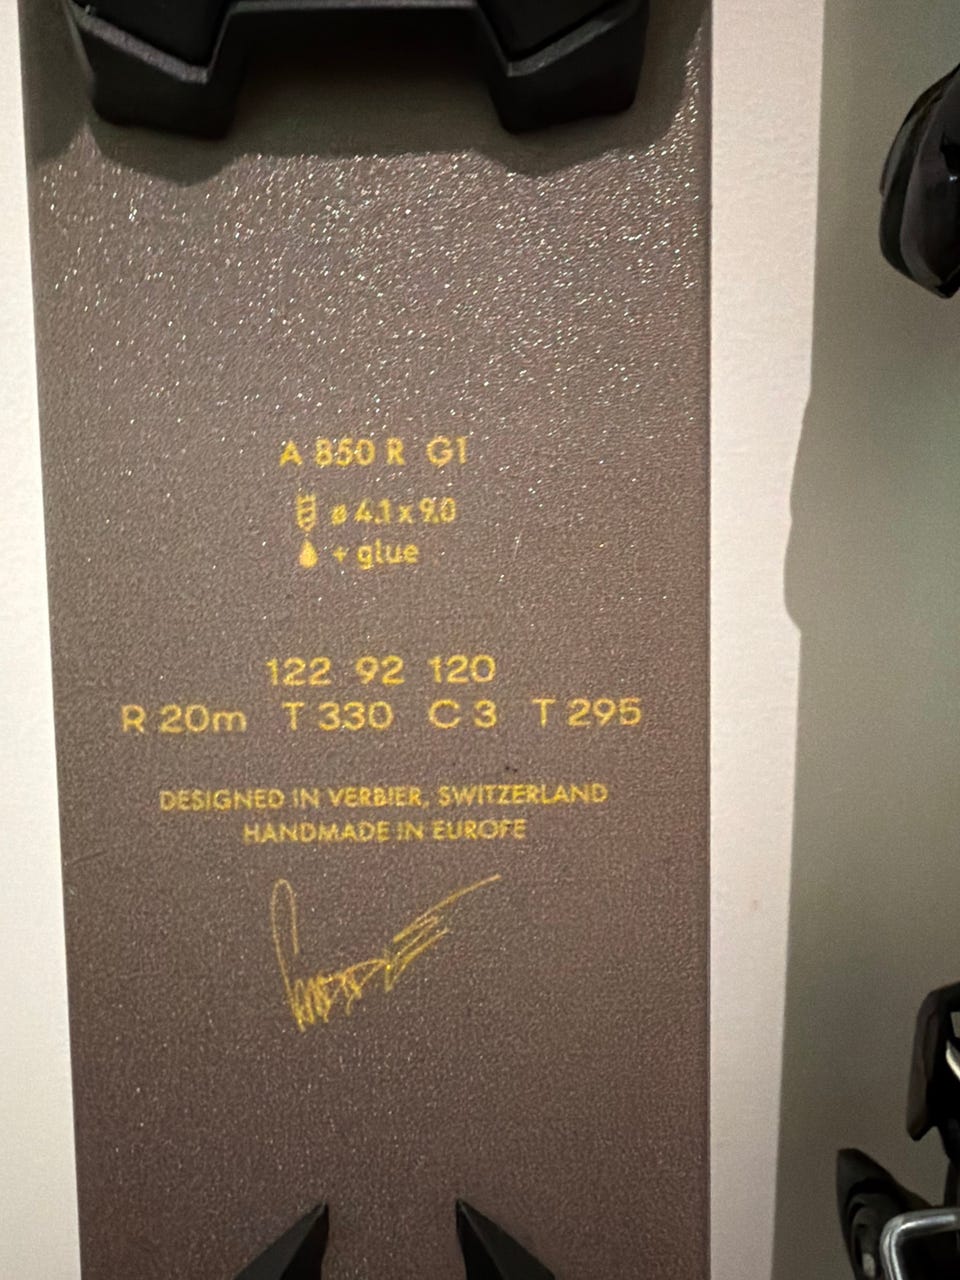 A 850 R G1
ø 4.1 x 9.0
+ glue
122 92 120
R 20m T 330 C 3 T 295
DESIGNED IN VERBIER, SWITZERLAND
HANDMADE IN EUROPE